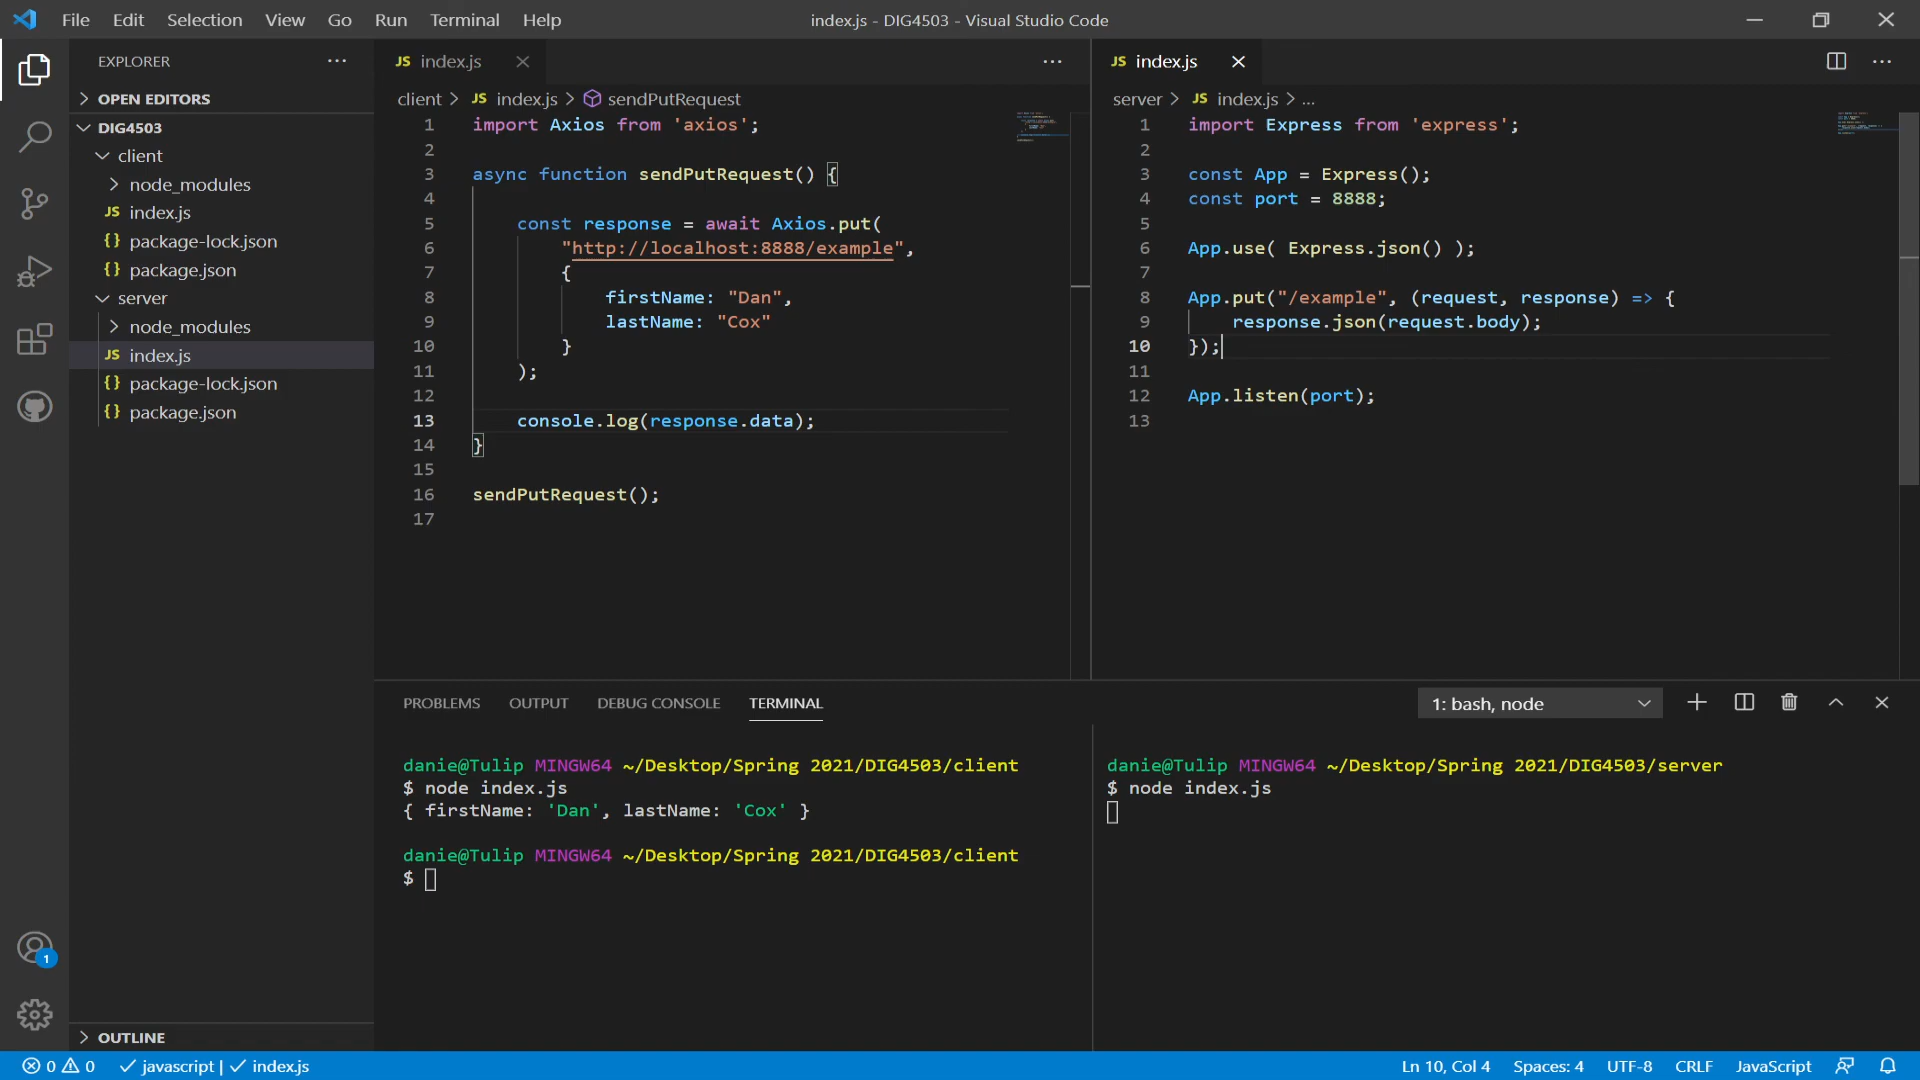 File Edit Selection View Go Run Terminal Help
index.js - DIG4503 - Visual Studio Code
EXPLORER
OPEN EDITORS
DIG4503
client
node_modules
JS index.js
{} package-lock.json
{} package.json
server
node_modules
JS index.js
{} package-lock.json
{} package.json
OUTLINE
JS index.js
client > JS index.js > sendPutRequest
1 import Axios from 'axios';
2
3 async function sendPutRequest() {
4
5 const response = await Axios.put(
6 "http://localhost:8888/example",
7 {
8 firstName: "Dan",
9 lastName: "Cox"
10 }
11 );
12
13 console.log(response.data);
14 }
15
16 sendPutRequest();
17
JS index.js
server > JS index.js > ...
1 import Express from 'express';
2
3 const App = Express();
4 const port = 8888;
5
6 App.use( Express.json() );
7
8 App.put("/example", (request, response) => {
9 response.json(request.body);
10 });
11
12 App.listen(port);
13
PROBLEMS OUTPUT DEBUG CONSOLE TERMINAL
1: bash, node
danie@Tulip MINGW64 ~/Desktop/Spring 2021/DIG4503/client
$ node index.js
{ firstName: 'Dan', lastName: 'Cox' }
danie@Tulip MINGW64 ~/Desktop/Spring 2021/DIG4503/client
$
danie@Tulip MINGW64 ~/Desktop/Spring 2021/DIG4503/server
$ node index.js
1
0 0 javascript | index.js
Ln 10, Col 4 Spaces: 4 UTF-8 CRLF JavaScript